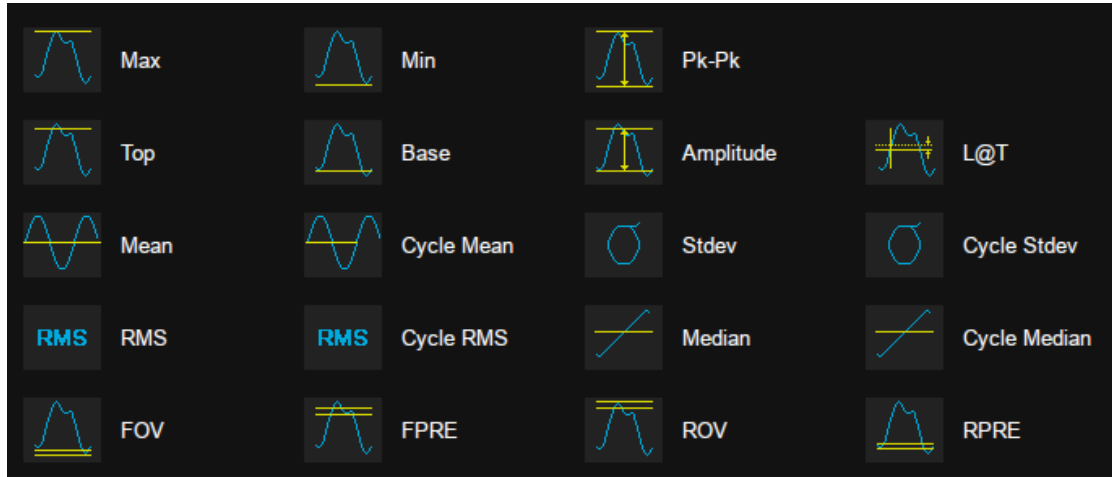 Max
Min
Pk-Pk
Top
Base
Amplitude
L@T
Mean
Cycle Mean
Stdev
Cycle Stdev
RMS RMS
RMS Cycle RMS
Median
Cycle Median
FOV
FPRE
ROV
RPRE